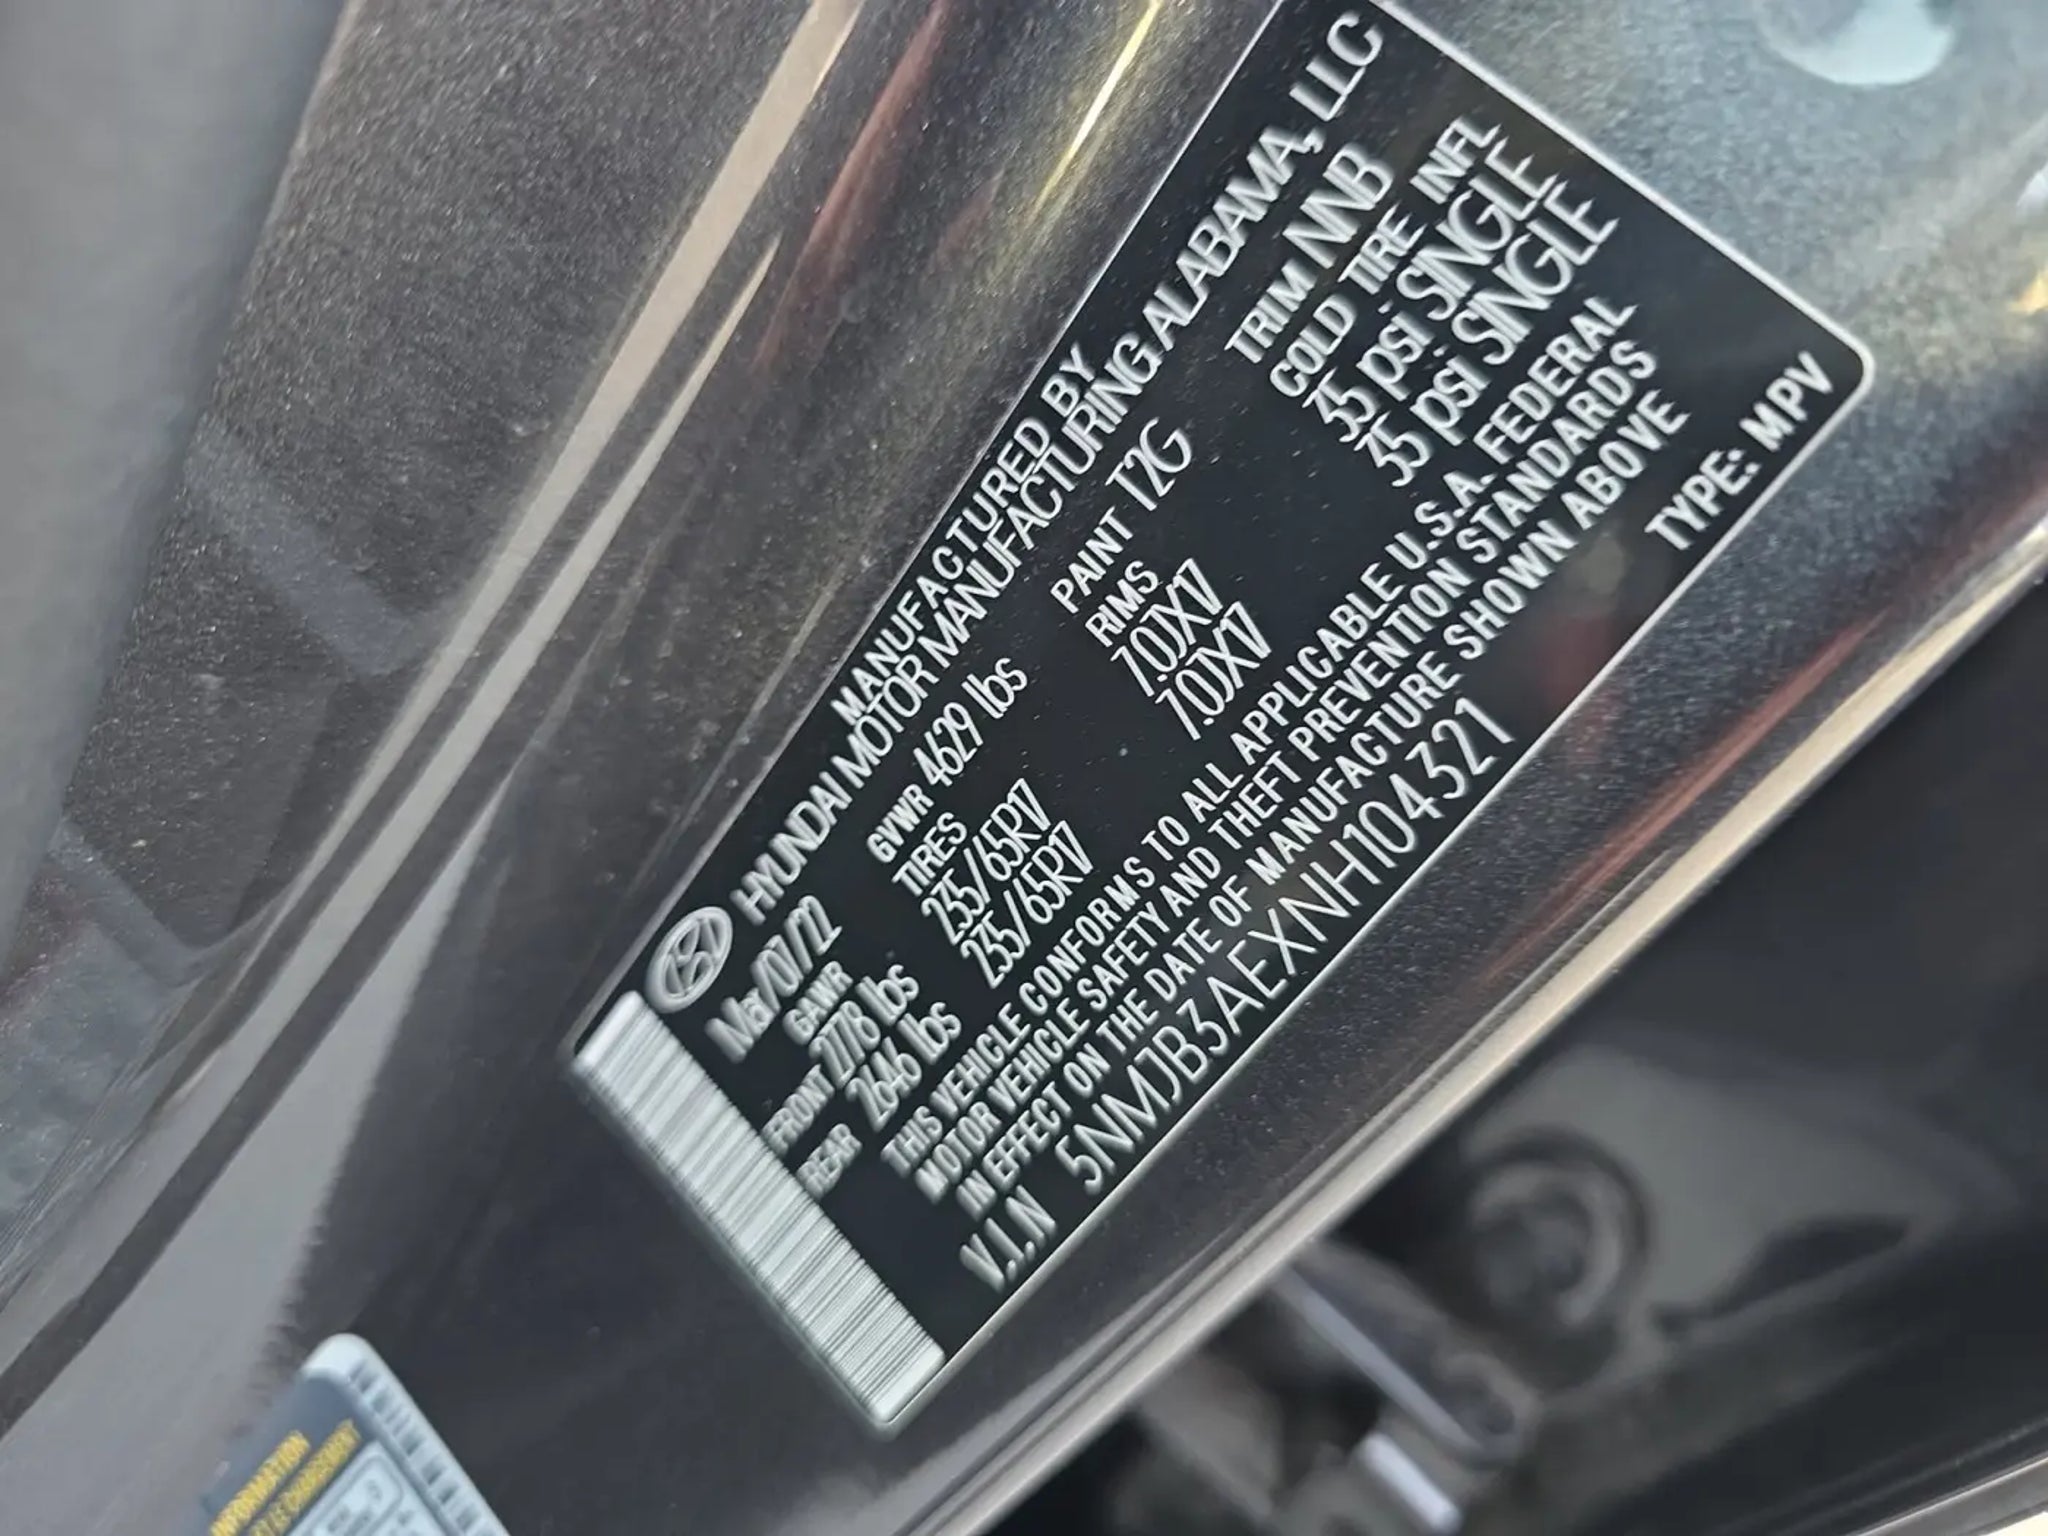 MANUFACTURED BY
HYUNDAI MOTOR MANUFACTURING ALABAMA, LLC
Mar/07/22 GVWR 4629 lbs PAINT T2G TRIM NNB
GAWR TIRES RIMS COLD TIRE INFL
FRONT 2778 lbs 235/65R17 7.0JX17 35 psi SINGLE
REAR 2646 lbs 235/65R17 7.0JX17 35 psi SINGLE
THIS VEHICLE CONFORMS TO ALL APPLICABLE U.S.A. FEDERAL
MOTOR VEHICLE SAFETY AND THEFT PREVENTION STANDARDS
IN EFFECT ON THE DATE OF MANUFACTURE SHOWN ABOVE
V.I.N 5NMJB3AEXNH104321 TYPE: MPV